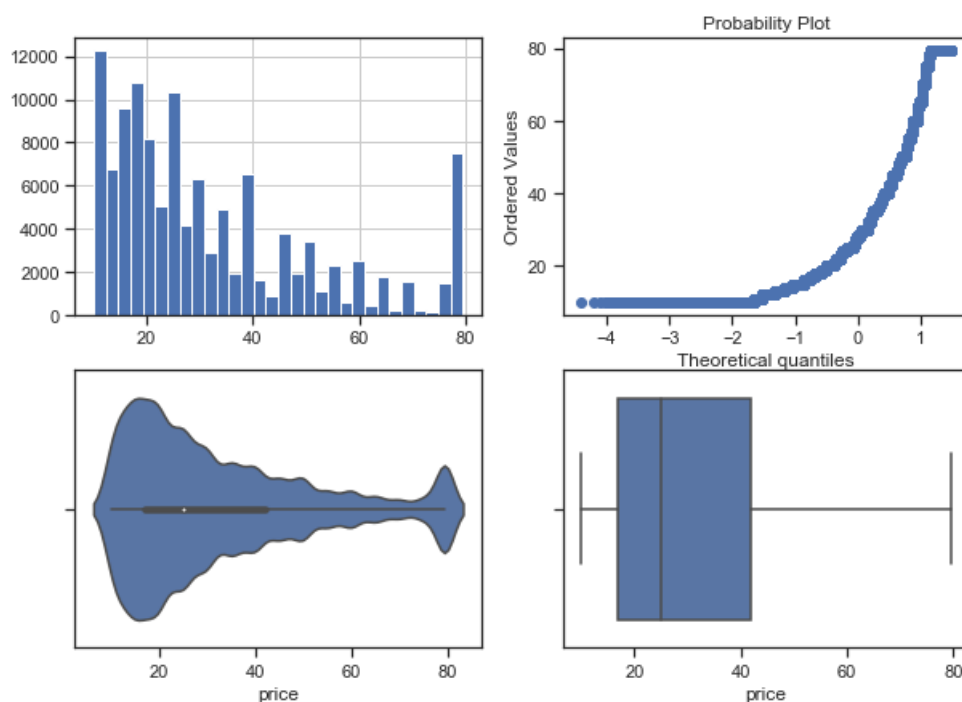 12000
10000
8000
6000
4000
2000
0
20 40 60 80
Probability Plot
Ordered Values
80
60
40
20
−4 −3 −2 −1 0 1
Theoretical quantiles
20 40 60 80
price
20 40 60 80
price